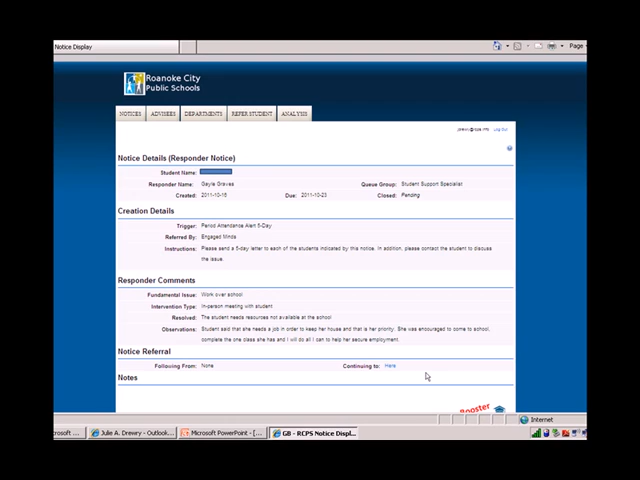 Notice Display
Page
Roanoke City
Public Schools
NOTICES ADVISEES DEPARTMENTS REFER STUDENT ANALYSIS
Log Out
Notice Details (Responder Notice)
Student Name:
Responder Name: Gayle Graves Queue Group: Student Support Specialist
Created: 2011-10-18 Due: 2011-10-23 Closed: Pending
Creation Details
Trigger: Period Attendance Alert 5-Day
Referred By: Engaged Minds
Instructions: Please send a 5-day letter to each of the students indicated by this notice. In addition, please contact the student to discuss
the issue.
Responder Comments
Fundamental Issue: Work over school
Intervention Type: In-person meeting with student
Resolved: The student needs resources not available at the school
Observations: Student said that she needs a job in order to keep her house and that is her priority. She was encouraged to come to school,
complete the one class she has and I will do all I can to help her secure employment.
Notice Referral
Following From: None Continuing to: Here
Notes
Booster
Internet
rosoft ... Julie A. Drewry - Outlook... Microsoft PowerPoint - [... GB - RCPS Notice Displ...